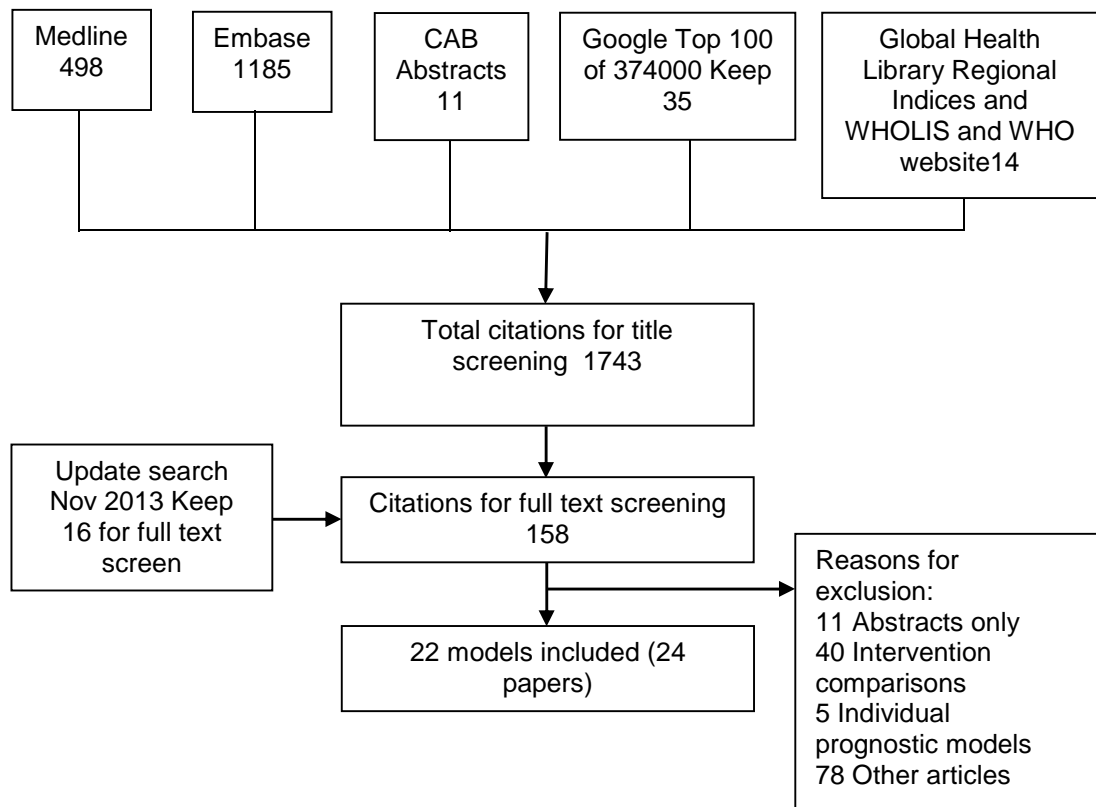 Medline
498
Embase
1185
CAB
Abstracts
11
Google Top 100
of 374000 Keep
35
Global Health
Library Regional
Indices and
WHOLIS and WHO
website14
Total citations for title
screening 1743
Update search
Nov 2013 Keep
16 for full text
screen
Citations for full text screening
158
Reasons for
exclusion:
11 Abstracts only
40 Intervention
comparisons
5 Individual
prognostic models
78 Other articles
22 models included (24
papers)